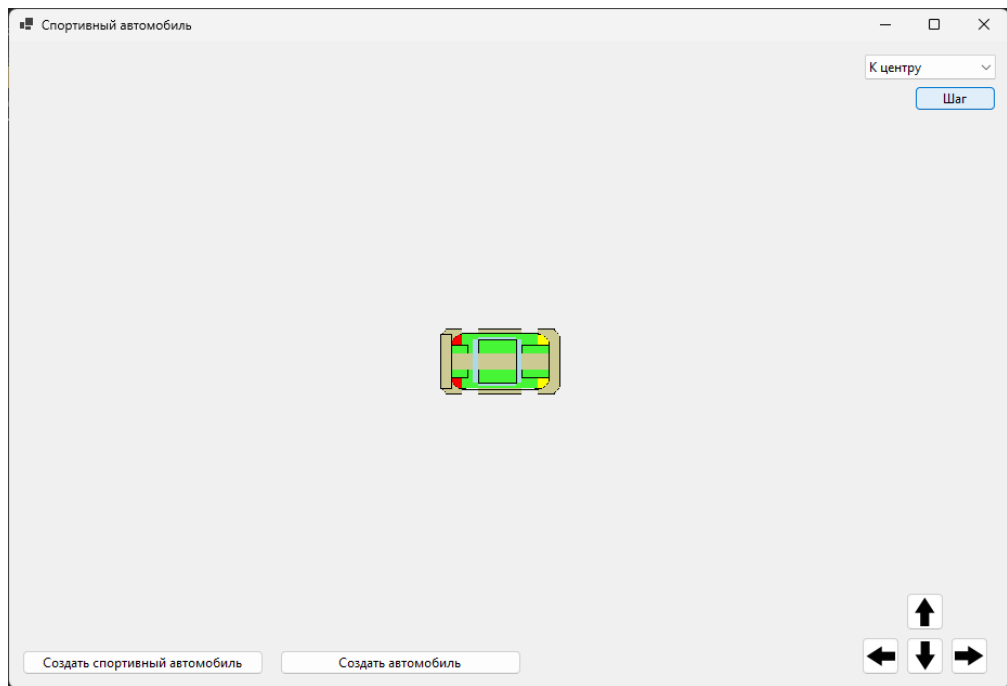 Спортивный автомобиль
К центру
Шаг
Создать спортивный автомобиль
Создать автомобиль